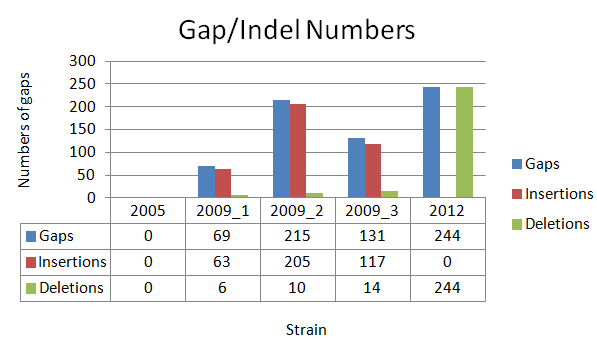 Gap/Indel Numbers
Numbers of gaps
300
250
200
150
100
50
0
2005 2009_1 2009_2 2009_3 2012
Gaps 0 69 215 131 244
Insertions 0 63 205 117 0
Deletions 0 6 10 14 244
Strain
Gaps
Insertions
Deletions